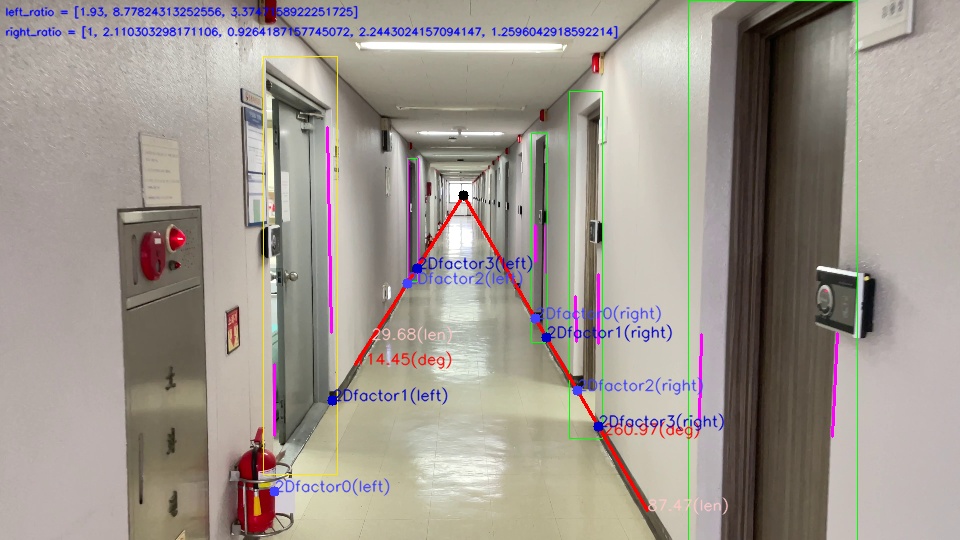 left_ratio = [1.93, 8.77824313252556, 3.3747158922251725]
right_ratio = [1, 2.110303298171106, 0.9264187157745072, 2.2443024157094147, 1.2596042918592214]
2Dfactor3(left)
2Dfactor2(left)
2Dfactor0(right)
29.68(len)
2Dfactor1(right)
14.45(deg)
2Dfactor2(right)
2Dfactor1(left)
2Dfactor3(right)
260.97(deg)
2Dfactor0(left)
87.47(len)